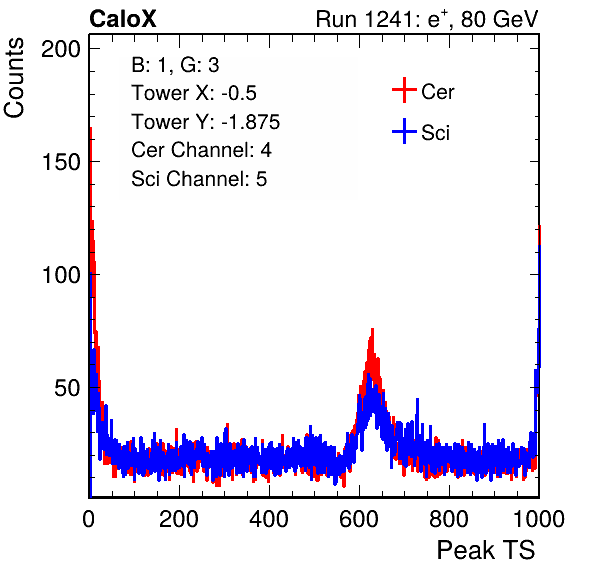 CaloX
Run 1241: e⁺, 80 GeV
Counts
200
150
100
50
B: 1, G: 3
Tower X: -0.5
Tower Y: -1.875
Cer Channel: 4
Sci Channel: 5
Cer
Sci
0 200 400 600 800 1000
Peak TS